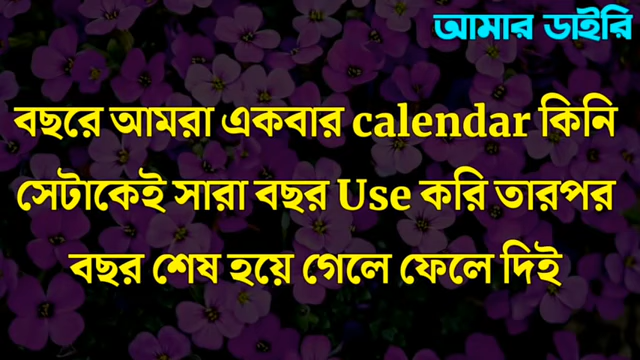 আমার ডাইরি
বছরে আমরা একবার calendar কিনি
সেটাকেই সারা বছর Use করি তারপর
বছর শেষ হয়ে গেলে ফেলে দিই